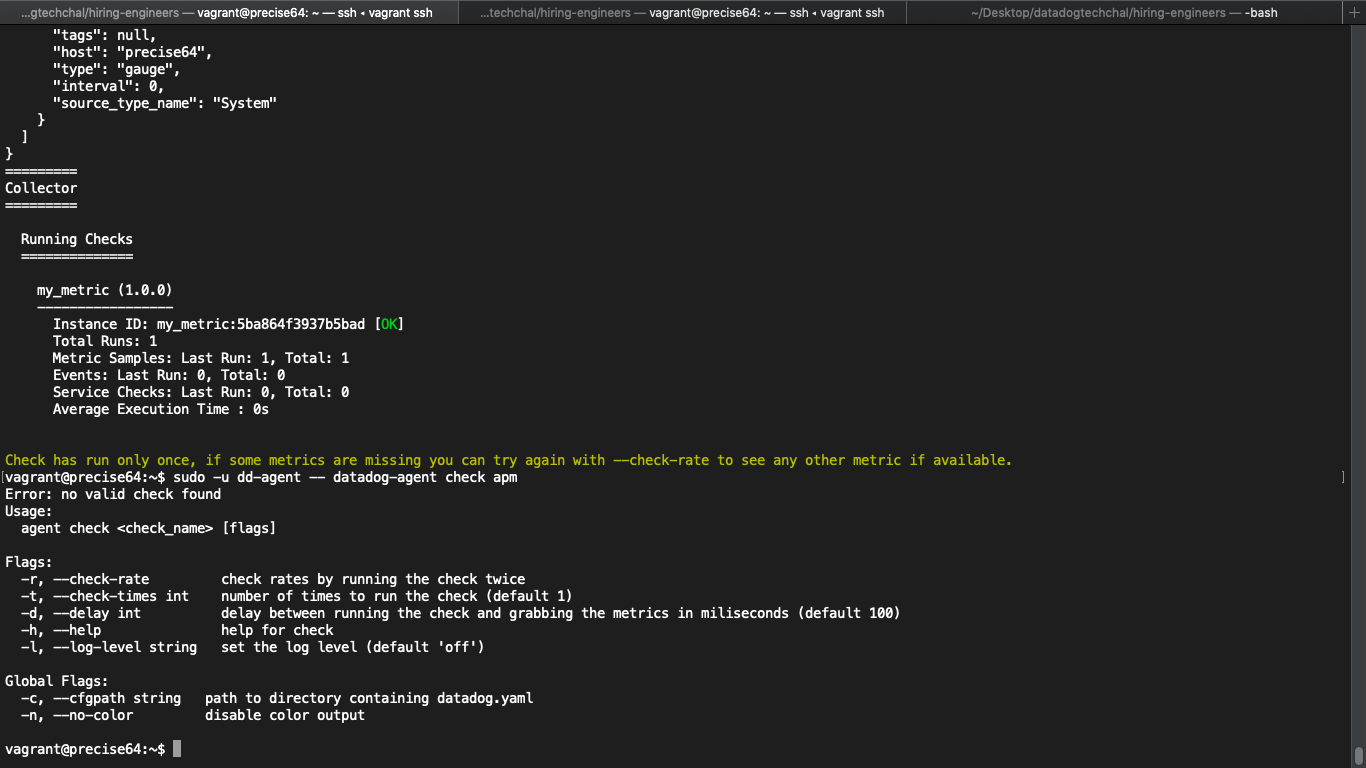 ...gtechchal/hiring-engineers — vagrant@precise64: ~ — ssh ◂ vagrant ssh
...techchal/hiring-engineers — vagrant@precise64: ~ — ssh ◂ vagrant ssh
~/Desktop/datadogtechchal/hiring-engineers — -bash
+
"tags": null,
"host": "precise64",
"type": "gauge",
"interval": 0,
"source_type_name": "System"
}
]
}
=========
Collector
=========
Running Checks
==============
my_metric (1.0.0)
-----------------
Instance ID: my_metric:5ba864f3937b5bad [OK]
Total Runs: 1
Metric Samples: Last Run: 1, Total: 1
Events: Last Run: 0, Total: 0
Service Checks: Last Run: 0, Total: 0
Average Execution Time : 0s
Check has run only once, if some metrics are missing you can try again with --check-rate to see any other metric if available.
[vagrant@precise64:~$ sudo -u dd-agent -- datadog-agent check apm ]
Error: no valid check found
Usage:
agent check <check_name> [flags]
Flags:
-r, --check-rate check rates by running the check twice
-t, --check-times int number of times to run the check (default 1)
-d, --delay int delay between running the check and grabbing the metrics in miliseconds (default 100)
-h, --help help for check
-l, --log-level string set the log level (default 'off')
Global Flags:
-c, --cfgpath string path to directory containing datadog.yaml
-n, --no-color disable color output
vagrant@precise64:~$